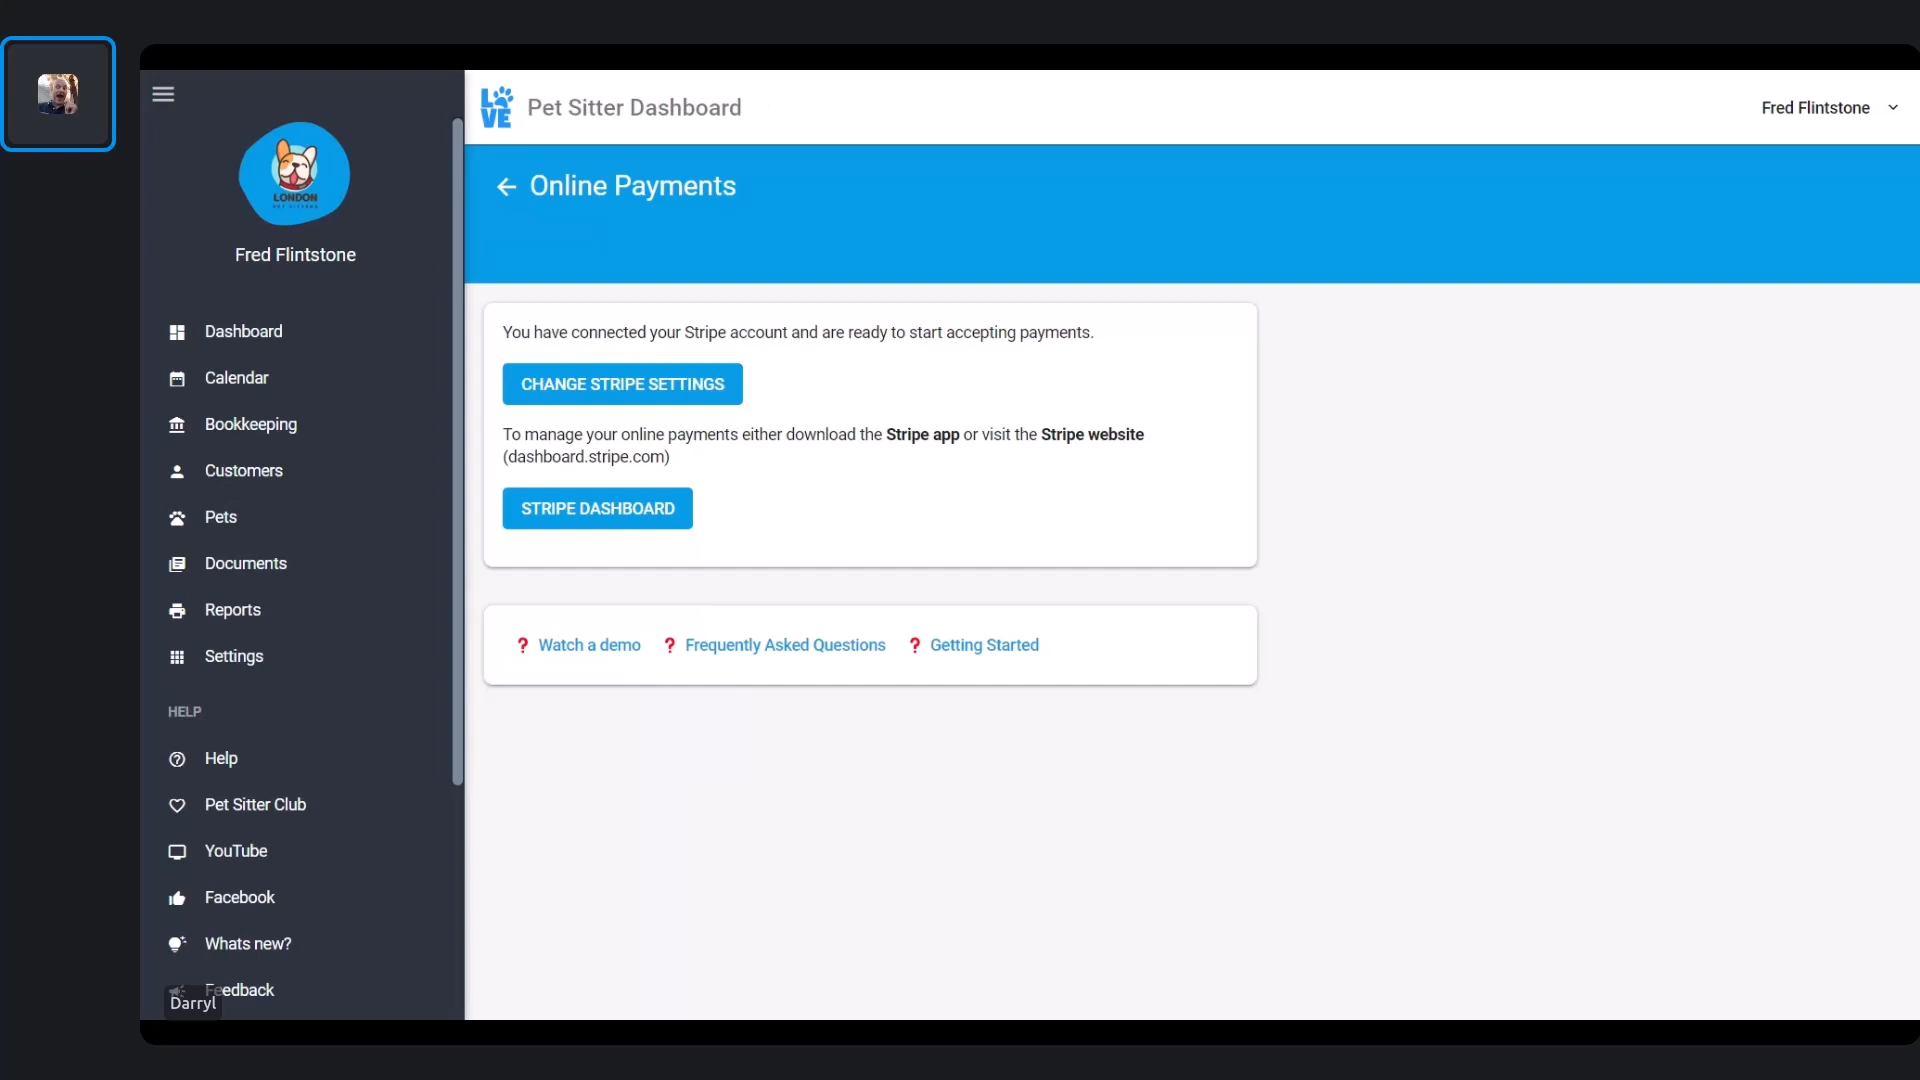 LOVE
Pet Sitter Dashboard
Fred Flintstone
Online Payments
LONDON
Fred Flintstone
Dashboard
Calendar
Bookkeeping
Customers
Pets
Documents
Reports
Settings
HELP
Help
Pet Sitter Club
YouTube
Facebook
Whats new?
Feedback
Darryl
You have connected your Stripe account and are ready to start accepting payments.
CHANGE STRIPE SETTINGS
To manage your online payments either download the Stripe app or visit the Stripe website
(dashboard.stripe.com)
STRIPE DASHBOARD
? Watch a demo ? Frequently Asked Questions ? Getting Started